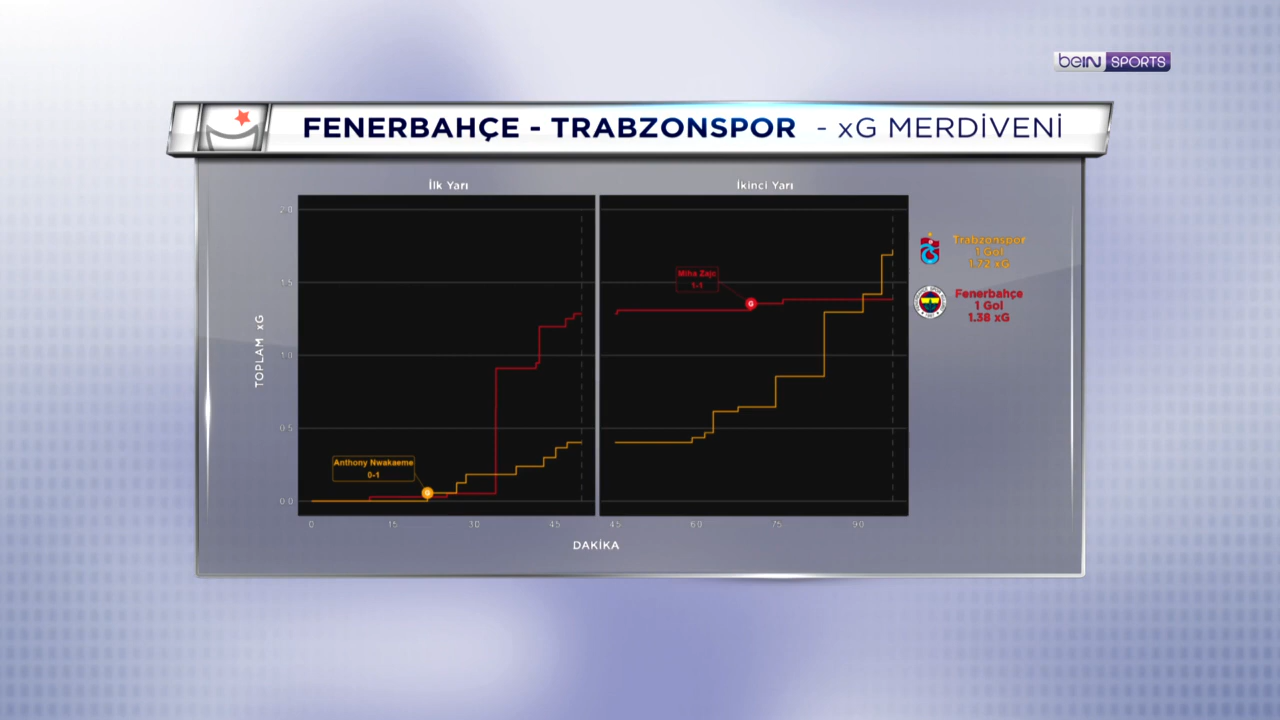 beIN SPORTS
FENERBAHÇE - TRABZONSPOR - xG MERDİVENİ
İlk Yarı
İkinci Yarı
2.0
1.5
1.0
0.5
0.0
TOPLAM xG
Anthony Nwakaeme
0-1
G
Miha Zajc
1-1
G
Trabzonspor
1 Gol
1.72 xG
Fenerbahçe
1 Gol
1.38 xG
0 15 30 45
45 60 75 90
DAKİKA